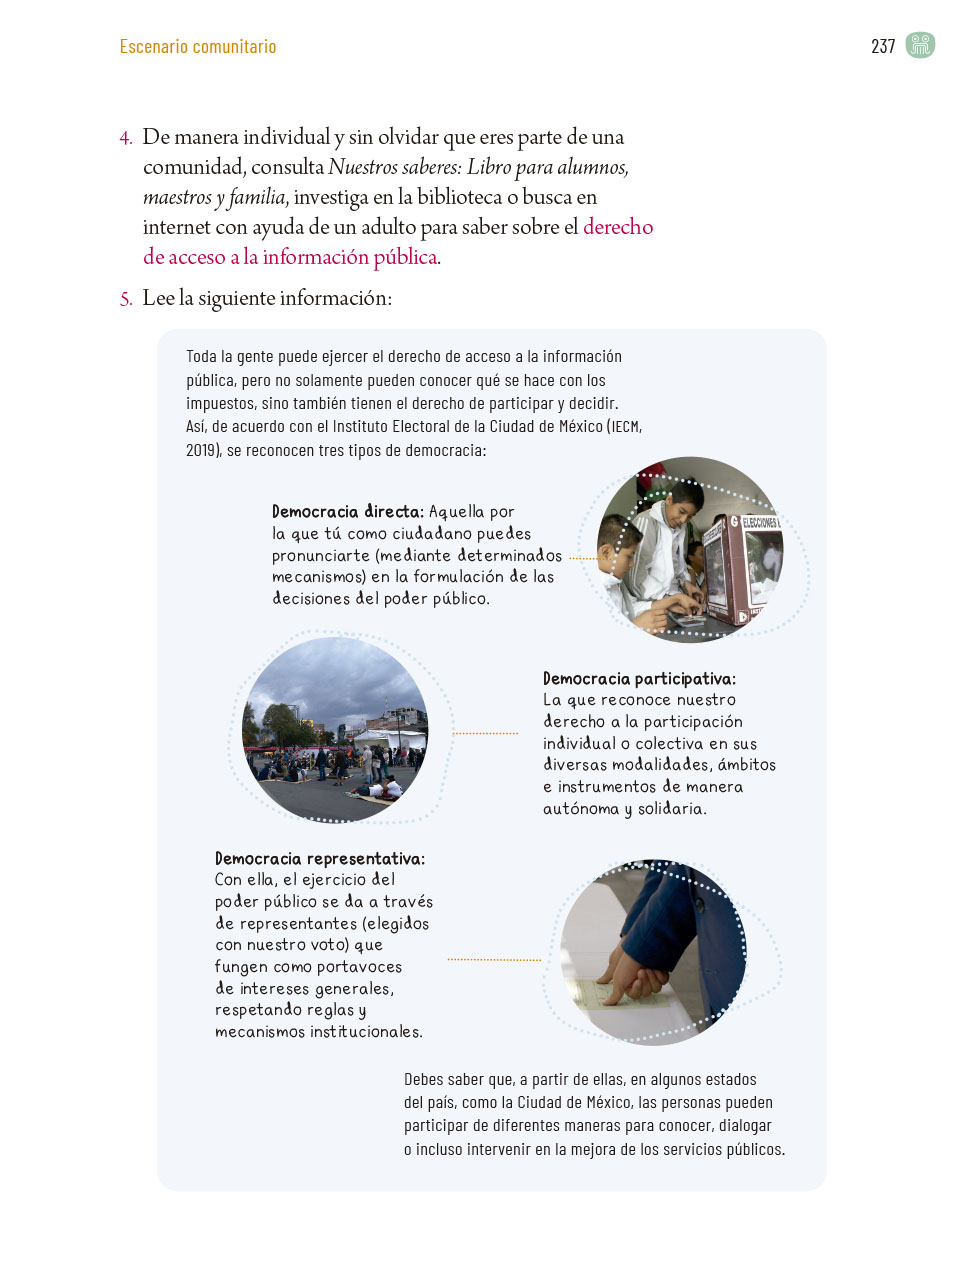 Escenario comunitario
237
4. De manera individual y sin olvidar que eres parte de una
comunidad, consulta Nuestros saberes: Libro para alumnos,
maestros y familia, investiga en la biblioteca o busca en
internet con ayuda de un adulto para saber sobre el derecho
de acceso a la información pública.
5. Lee la siguiente información:
Toda la gente puede ejercer el derecho de acceso a la información
pública, pero no solamente pueden conocer qué se hace con los
impuestos, sino también tienen el derecho de participar y decidir.
Así, de acuerdo con el Instituto Electoral de la Ciudad de México (IECM,
2019), se reconocen tres tipos de democracia:
Democracia directa: Aquella por
la que tú como ciudadano puedes
pronunciarte (mediante determinados
mecanismos) en la formulación de las
decisiones del poder público.
ELECCIONES
Democracia participativa:
La que reconoce nuestro
derecho a la participación
individual o colectiva en sus
diversas modalidades, ámbitos
e instrumentos de manera
autónoma y solidaria.
Democracia representativa:
Con ella, el ejercicio del
poder público se da a través
de representantes (elegidos
con nuestro voto) que
fungen como portavoces
de intereses generales,
respetando reglas y
mecanismos institucionales.
Debes saber que, a partir de ellas, en algunos estados
del país, como la Ciudad de México, las personas pueden
participar de diferentes maneras para conocer, dialogar
o incluso intervenir en la mejora de los servicios públicos.